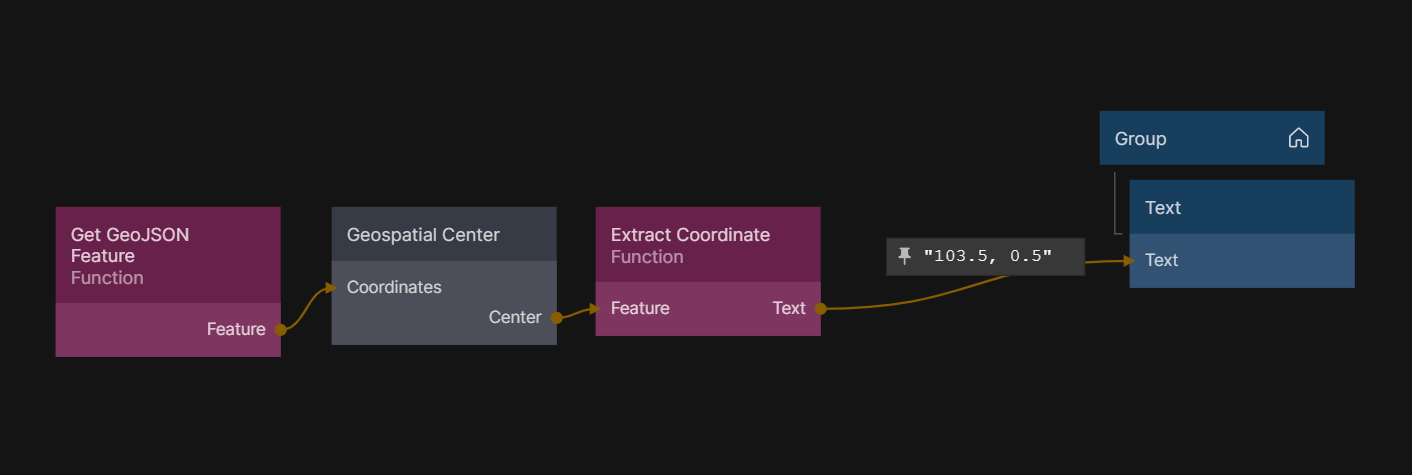 Group
Text
Text
Get GeoJSON
Feature
Function
Feature
Geospatial Center
Coordinates
Center
Extract Coordinate
Function
Feature Text
"103.5, 0.5"